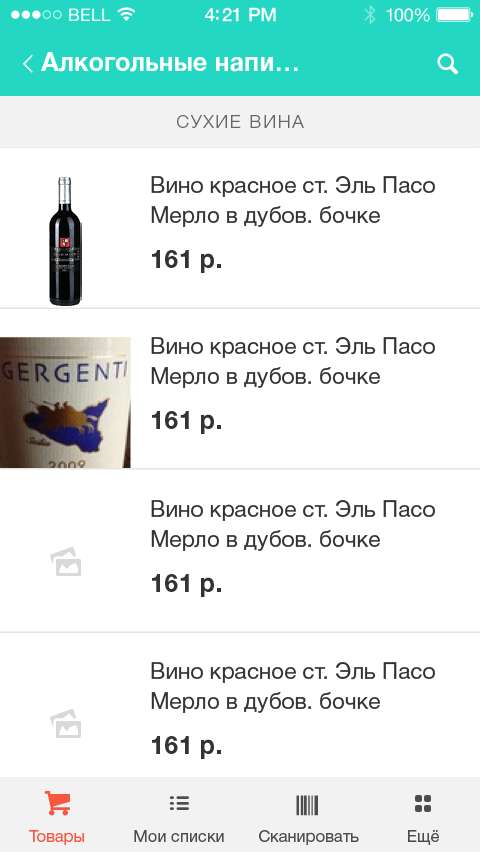 BELL 4:21 PM 100%
Алкогольные напи...
СУХИЕ ВИНА
Вино красное ст. Эль Пасо
Мерло в дубов. бочке
161 р.
GERGENTI
2009
Вино красное ст. Эль Пасо
Мерло в дубов. бочке
161 р.
Вино красное ст. Эль Пасо
Мерло в дубов. бочке
161 р.
Вино красное ст. Эль Пасо
Мерло в дубов. бочке
161 р.
Товары Мои списки Сканировать Ещё